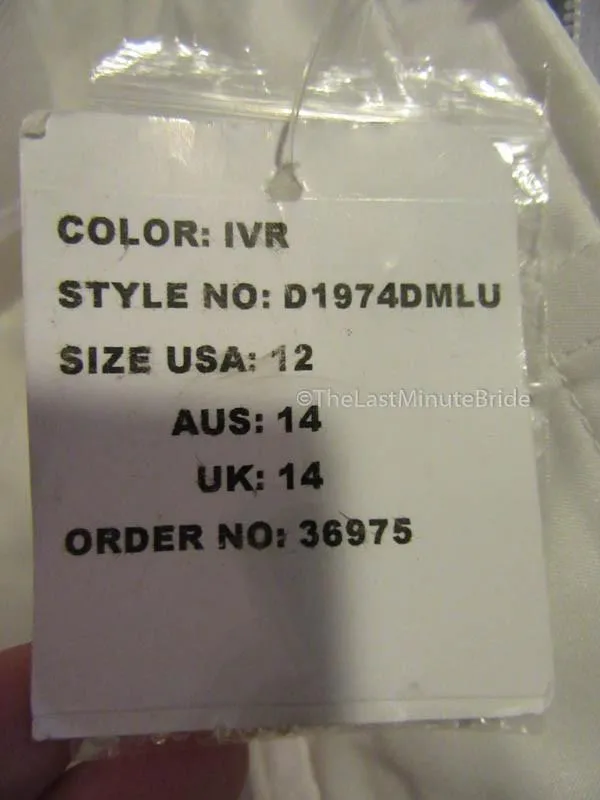 COLOR: IVR
STYLE NO: D1974DMLU
SIZE USA: 12
©TheLastMinuteBride
AUS: 14
UK: 14
ORDER NO: 36975